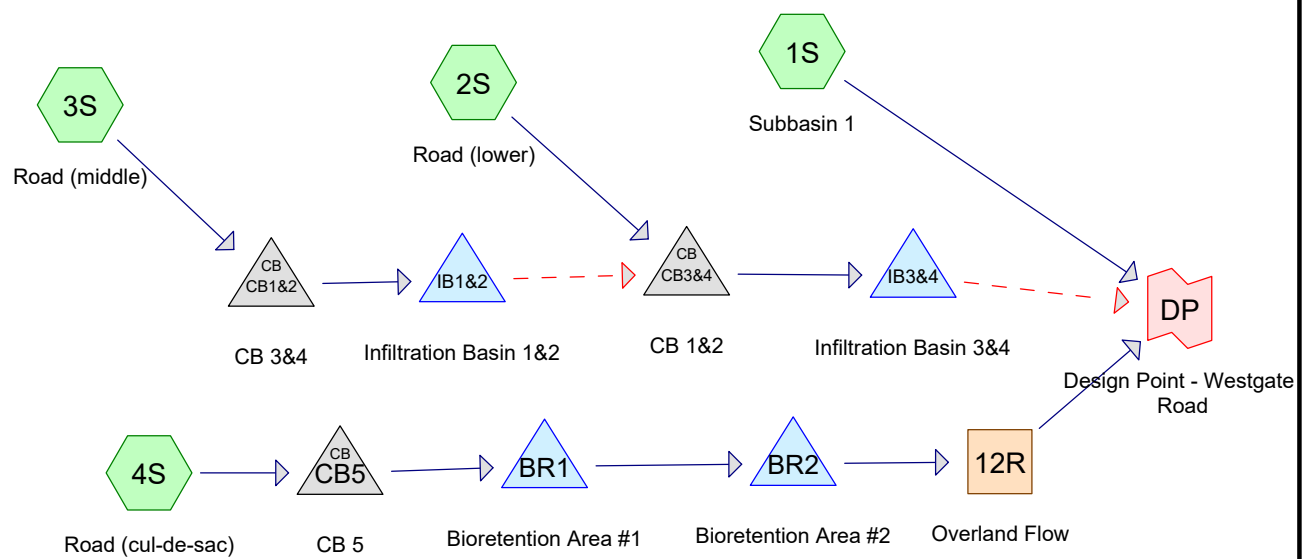 1S
Subbasin 1
2S
Road (lower)
3S
Road (middle)
CB
CB1&2
CB 3&4
IB1&2
Infiltration Basin 1&2
CB
CB3&4
CB 1&2
IB3&4
Infiltration Basin 3&4
DP
Design Point - Westgate
Road
4S
Road (cul-de-sac)
CB
CB5
CB 5
BR1
Bioretention Area #1
BR2
Bioretention Area #2
12R
Overland Flow